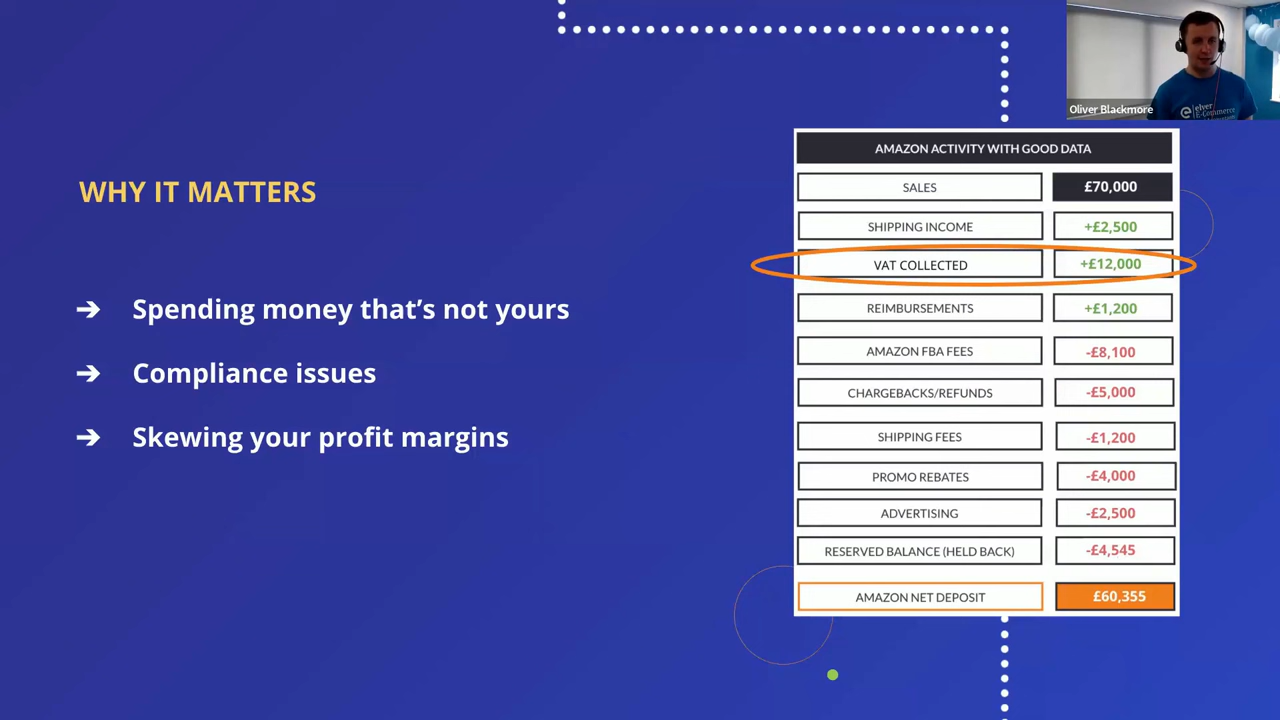 Oliver Blackmore
elver
E-Commerce
AMAZON ACTIVITY WITH GOOD DATA
WHY IT MATTERS
SALES £70,000
SHIPPING INCOME +£2,500
VAT COLLECTED +£12,000
➔ Spending money that’s not yours
REIMBURSEMENTS +£1,200
AMAZON FBA FEES -£8,100
➔ Compliance issues
CHARGEBACKS/REFUNDS -£5,000
➔ Skewing your profit margins
SHIPPING FEES -£1,200
PROMO REBATES -£4,000
ADVERTISING -£2,500
RESERVED BALANCE (HELD BACK) -£4,545
AMAZON NET DEPOSIT £60,355